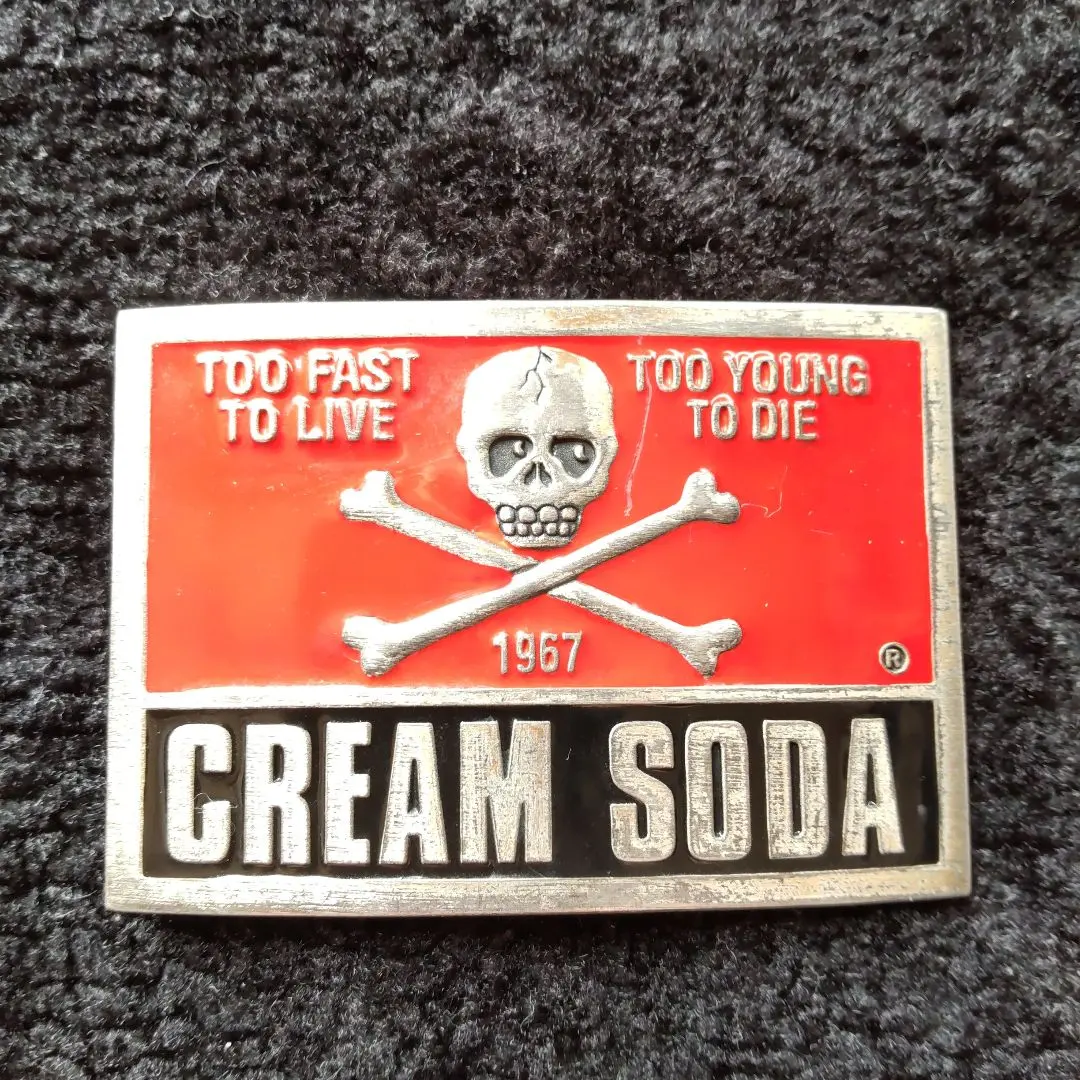 TOO FAST
TO LIVE
TOO YOUNG
TO DIE
1967
®
CREAM SODA